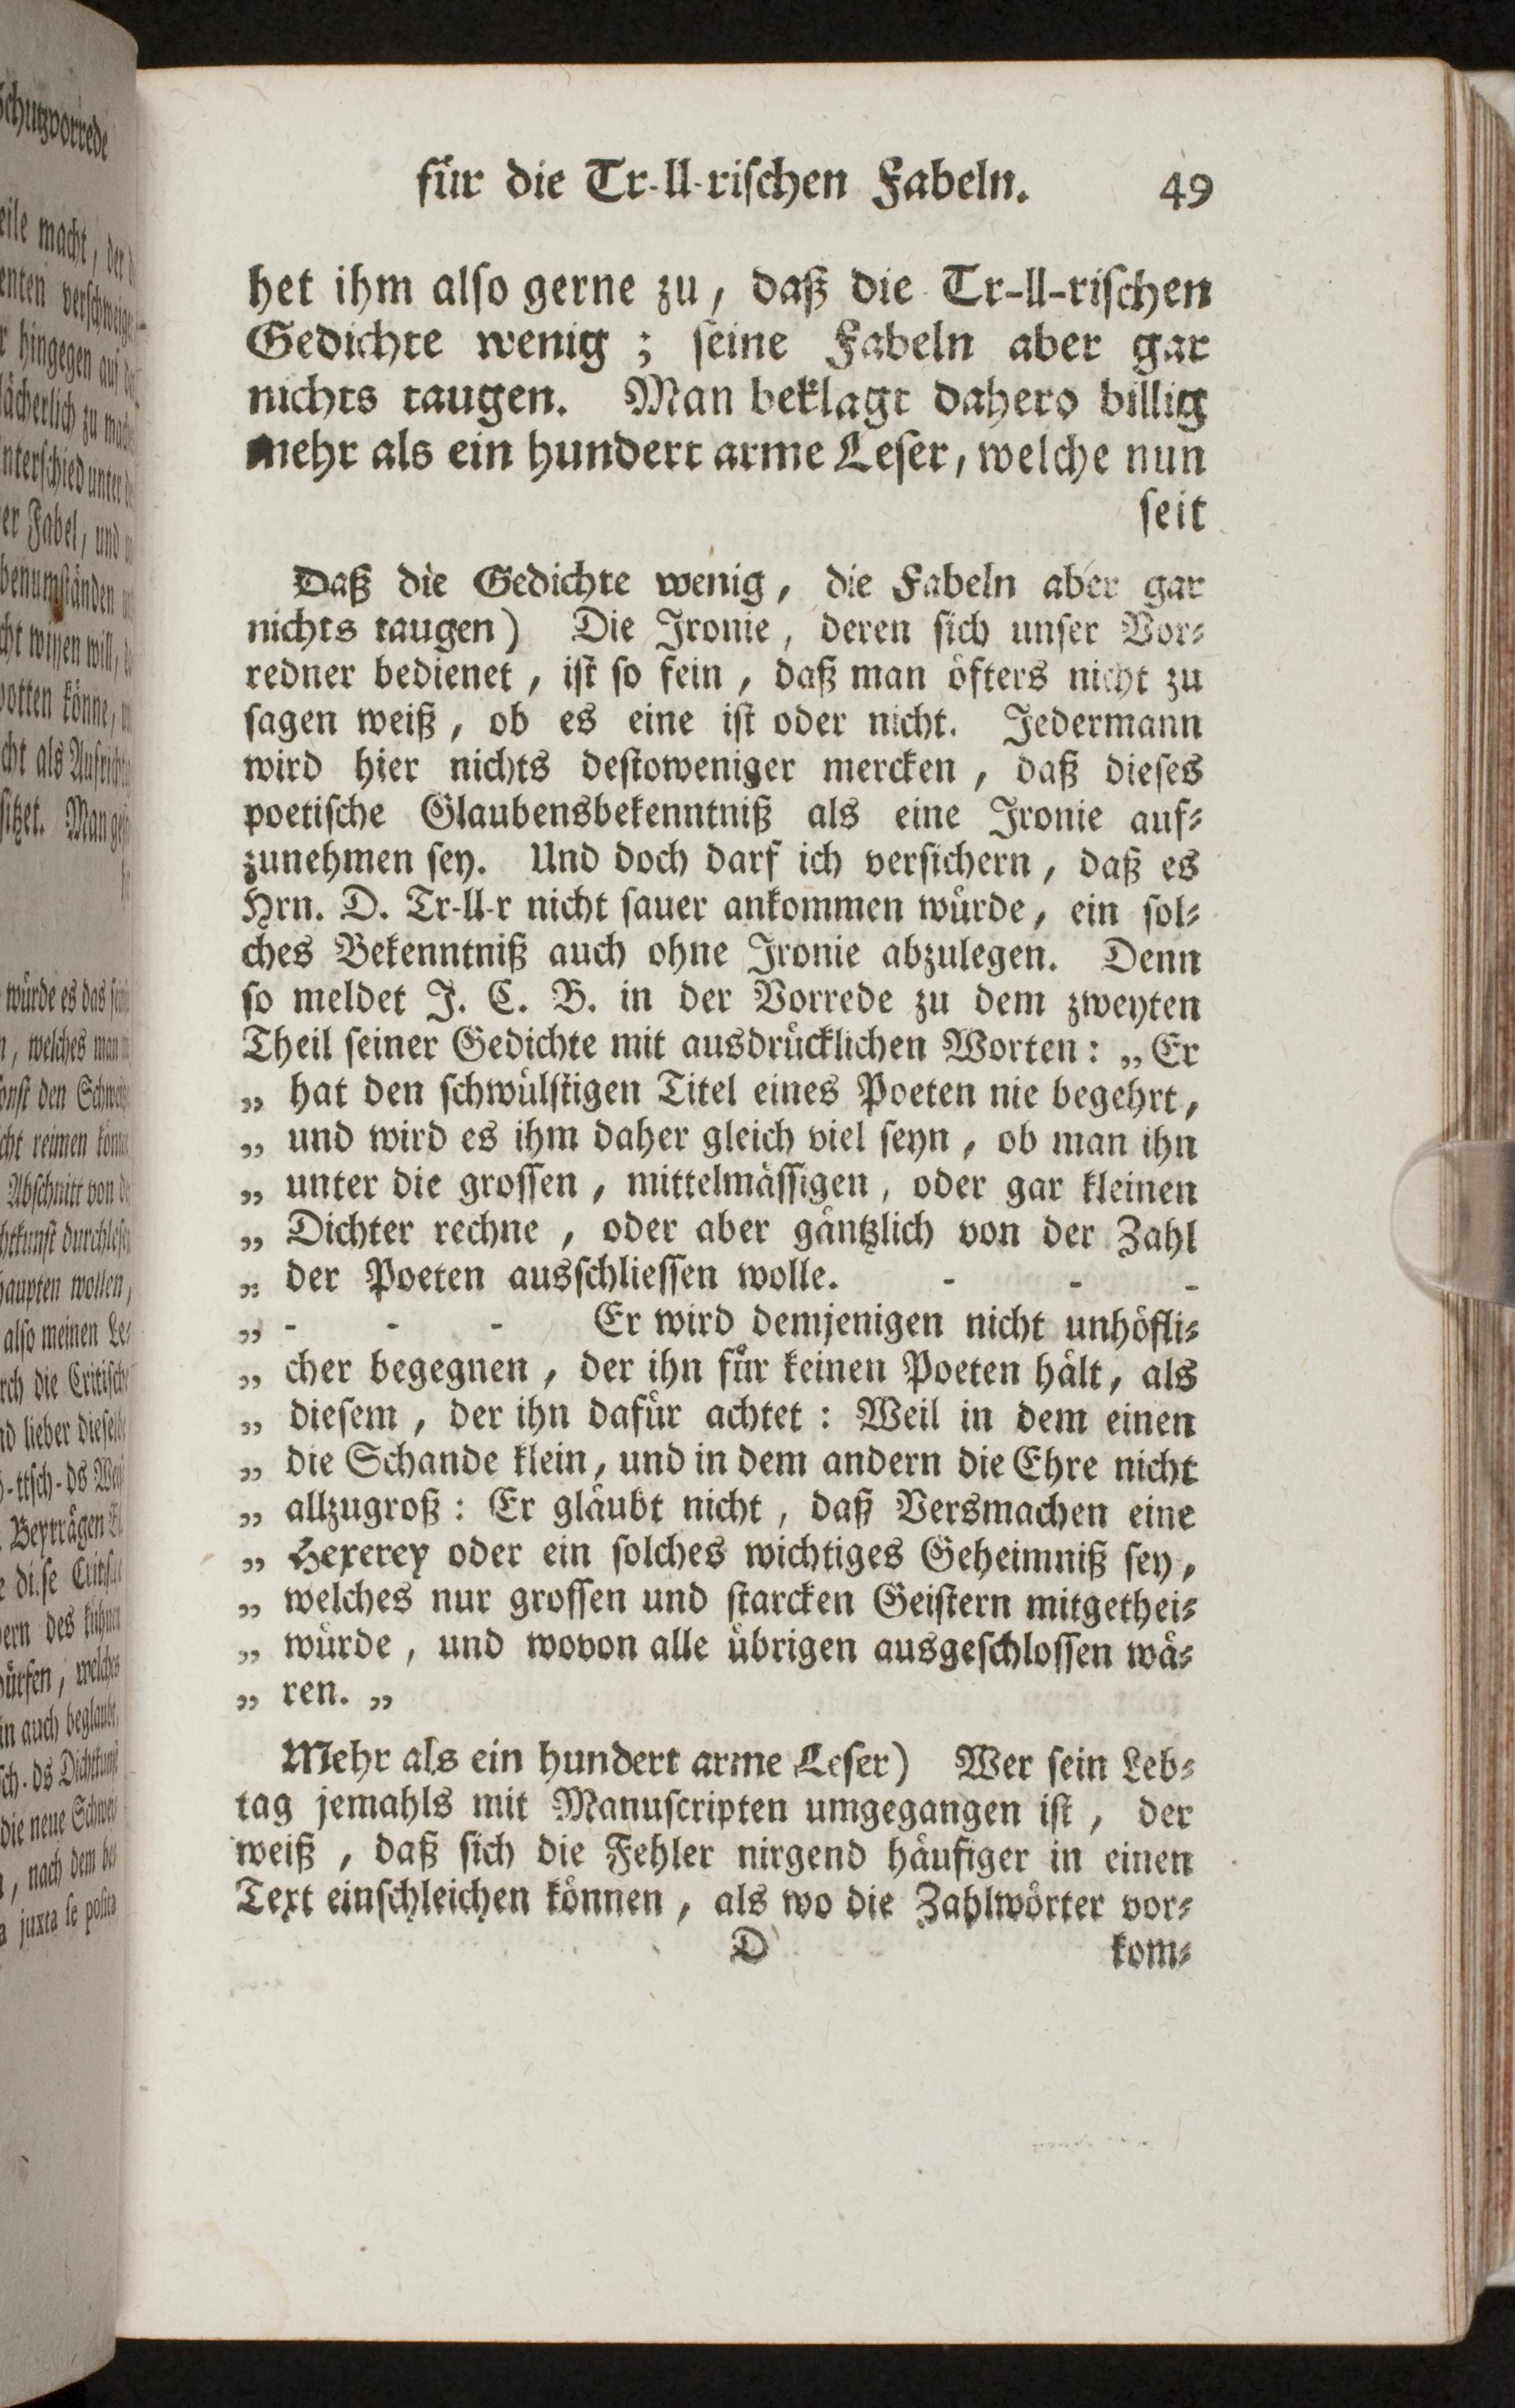 für die Tr-ll-rischen Fabeln. 49
het ihm also gerne zu, daß die Tr-ll-rischen
Gedichte wenig ; seine Fabeln aber gar
nichts taugen. Man beklagt dahero billig
mehr als ein hundert arme Leser, welche nun
seit
Daß die Gedichte wenig, die Fabeln aber gar
nichts taugen) Die Ironie, deren sich unser Vor-
redner bedienet, ist so fein, daß man öfters nicht zu
sagen weiß, ob es eine ist oder nicht. Jedermann
wird hier nichts destoweniger mercken, daß dieses
poetische Glaubensbekenntniß als eine Ironie auf-
zunehmen sey. Und doch darf ich versichern, daß es
Hrn. D. Tr-ll-r nicht sauer ankommen würde, ein sol-
ches Bekenntniß auch ohne Ironie abzulegen. Denn
so meldet J. C. B. in der Vorrede zu dem zweyten
Theil seiner Gedichte mit ausdrücklichen Worten: „Er
„ hat den schwülstigen Titel eines Poeten nie begehrt,
„ und wird es ihm daher gleich viel seyn, ob man ihn
„ unter die grossen, mittelmässigen, oder gar kleinen
„ Dichter rechne, oder aber gäntzlich von der Zahl
„ der Poeten ausschliessen wolle. - - -
„ - - - Er wird demjenigen nicht unhöfli-
„ cher begegnen, der ihn für keinen Poeten hält, als
„ diesem, der ihn dafür achtet: Weil in dem einen
„ die Schande klein, und in dem andern die Ehre nicht
„ allzugroß: Er gläubt nicht, daß Versmachen eine
„ Hexerey oder ein solches wichtiges Geheimniß sey,
„ welches nur grossen und starcken Geistern mitgethei-
„ würde, und wovon alle übrigen ausgeschlossen wä-
„ ren. „
Mehr als ein hundert arme Leser) Wer sein Leb-
tag jemahls mit Manuscripten umgegangen ist, der
weiß, daß sich die Fehler nirgend häufiger in einen
Text einschleichen können, als wo die Zahlwörter vor-
D kom-